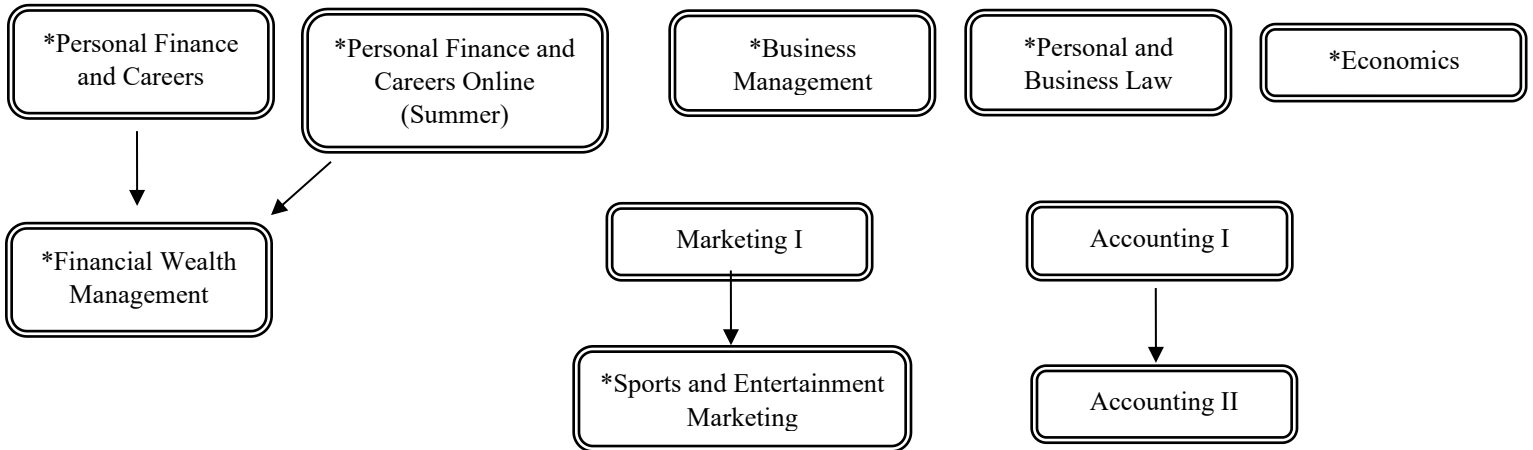 *Personal Finance
and Careers
*Personal Finance and
Careers Online
(Summer)
*Business
Management
*Personal and
Business Law
*Economics
*Financial Wealth
Management
Marketing I
Accounting I
*Sports and Entertainment
Marketing
Accounting II